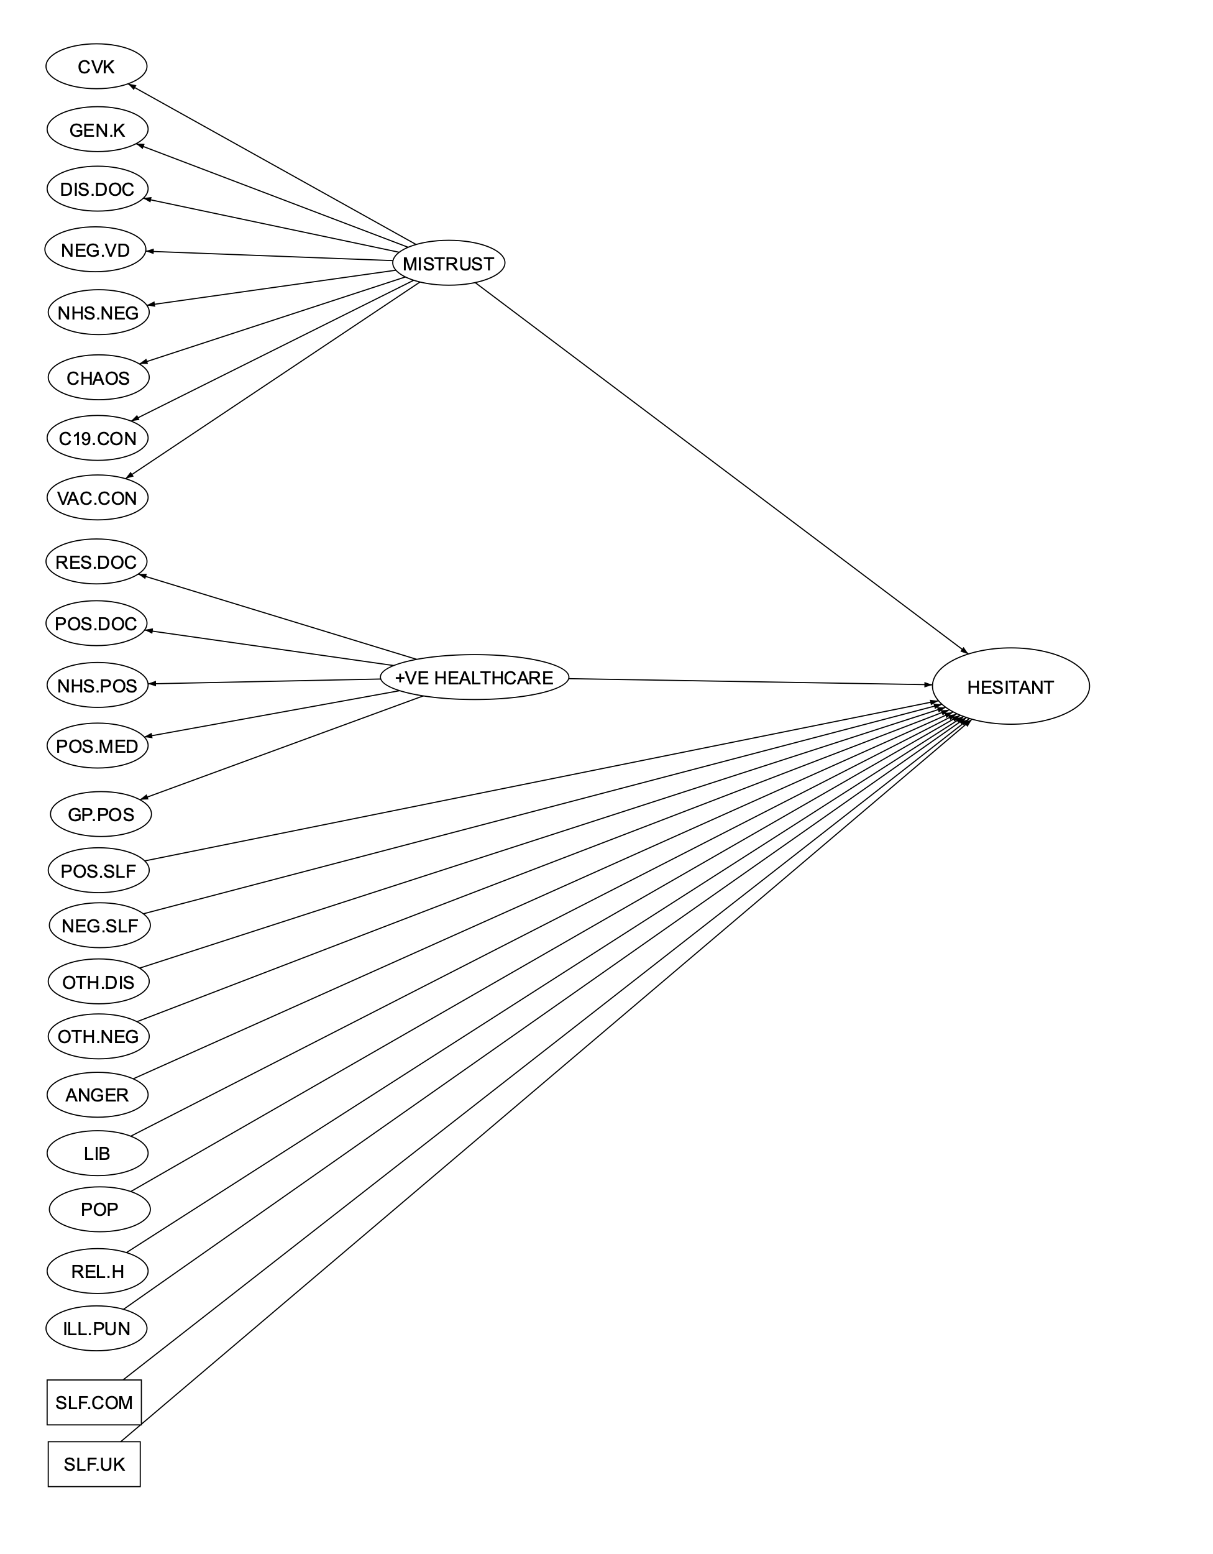 CVK
GEN.K
DIS.DOC
NEG.VD
MISTRUST
NHS.NEG
CHAOS
C19.CON
VAC.CON
RES.DOC
POS.DOC
NHS.POS
+VE HEALTHCARE
HESITANT
POS.MED
GP.POS
POS.SLF
NEG.SLF
OTH.DIS
OTH.NEG
ANGER
LIB
POP
REL.H
ILL.PUN
SLF.COM
SLF.UK